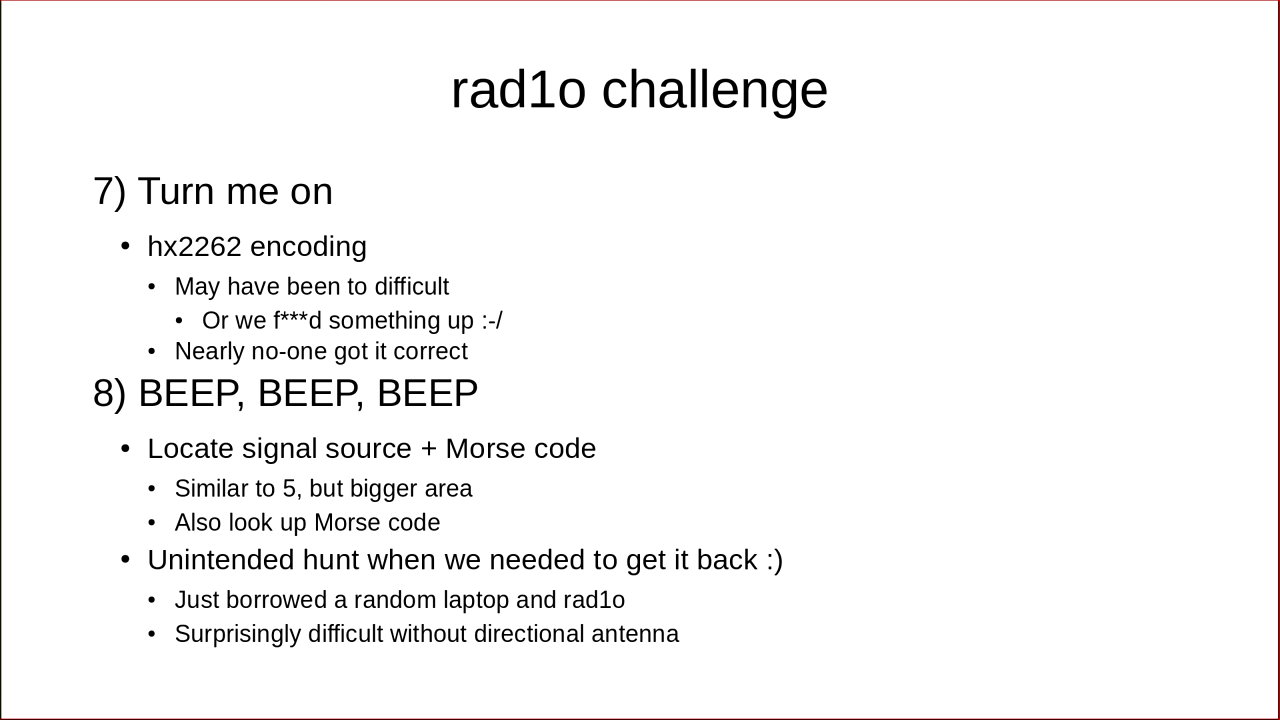 rad1o challenge
7) Turn me on
• hx2262 encoding
• May have been to difficult
• Or we f***d something up :-/
• Nearly no-one got it correct
8) BEEP, BEEP, BEEP
• Locate signal source + Morse code
• Similar to 5, but bigger area
• Also look up Morse code
• Unintended hunt when we needed to get it back :)
• Just borrowed a random laptop and rad1o
• Surprisingly difficult without directional antenna